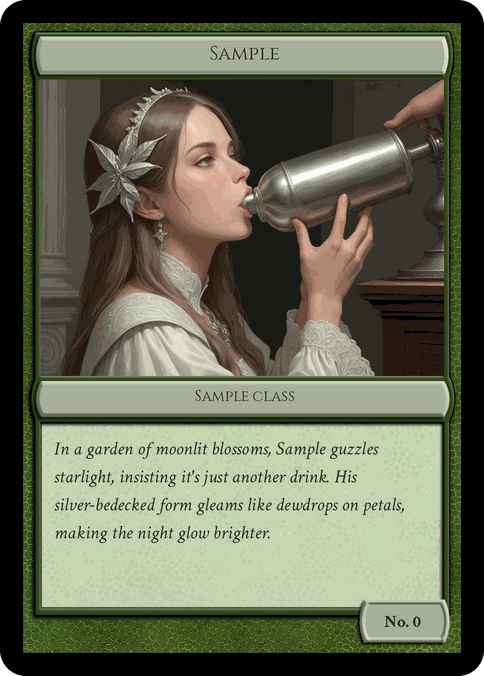 Sample
Sample class
In a garden of moonlit blossoms, Sample guzzles
starlight, insisting it's just another drink. His
silver-bedecked form gleams like dewdrops on petals,
making the night glow brighter.
No. 0